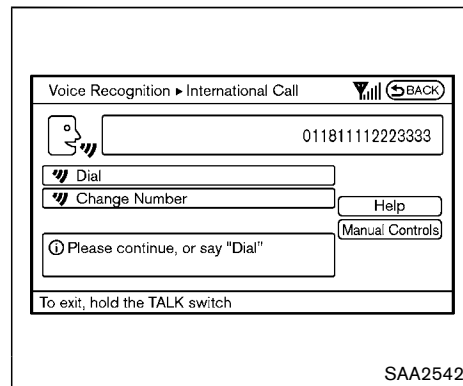 Voice Recognition ▸ International Call
BACK
011811112223333
Dial
Change Number
Help
Manual Controls
Please continue, or say "Dial"
To exit, hold the TALK switch
SAA2542